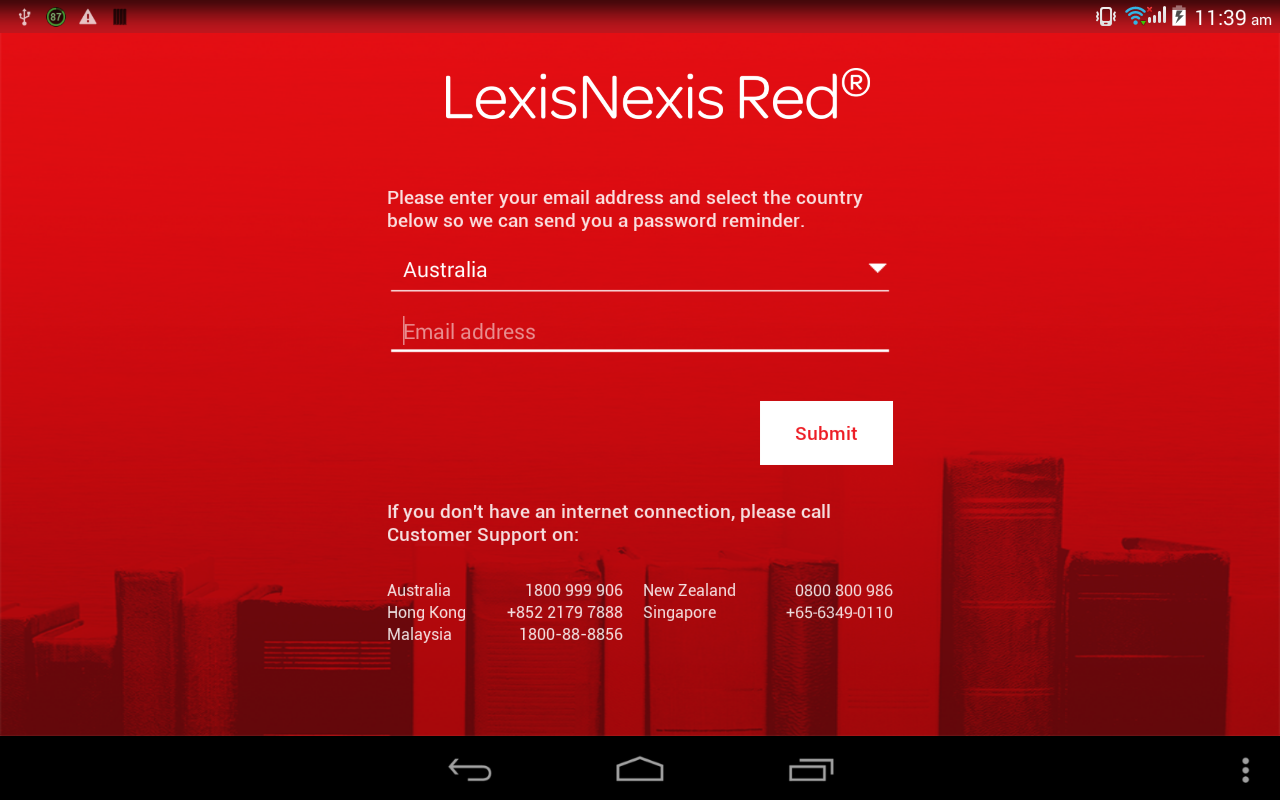 87
11:39 am
LexisNexis Red®
Please enter your email address and select the country
below so we can send you a password reminder.
Australia
Email address
Submit
If you don't have an internet connection, please call
Customer Support on:
Australia 1800 999 906 New Zealand 0800 800 986
Hong Kong +852 2179 7888 Singapore +65-6349-0110
Malaysia 1800-88-8856